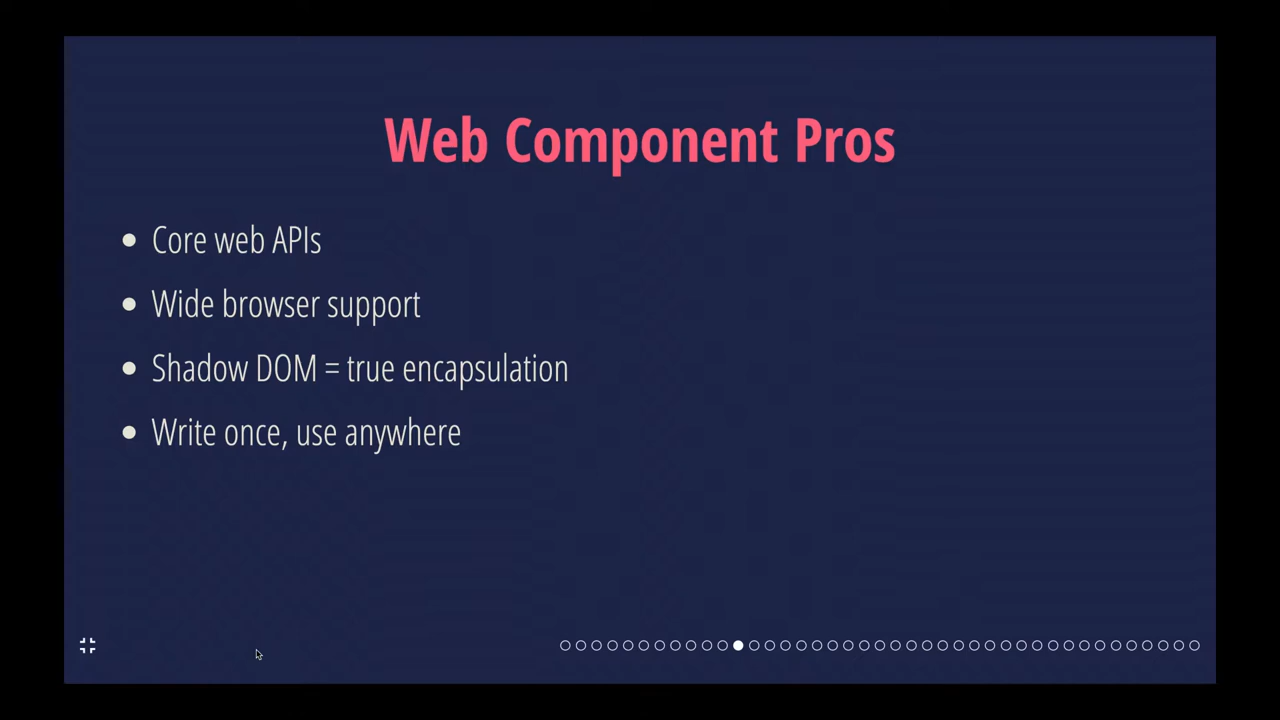 Web Component Pros
Core web APIs
Wide browser support
Shadow DOM = true encapsulation
Write once, use anywhere